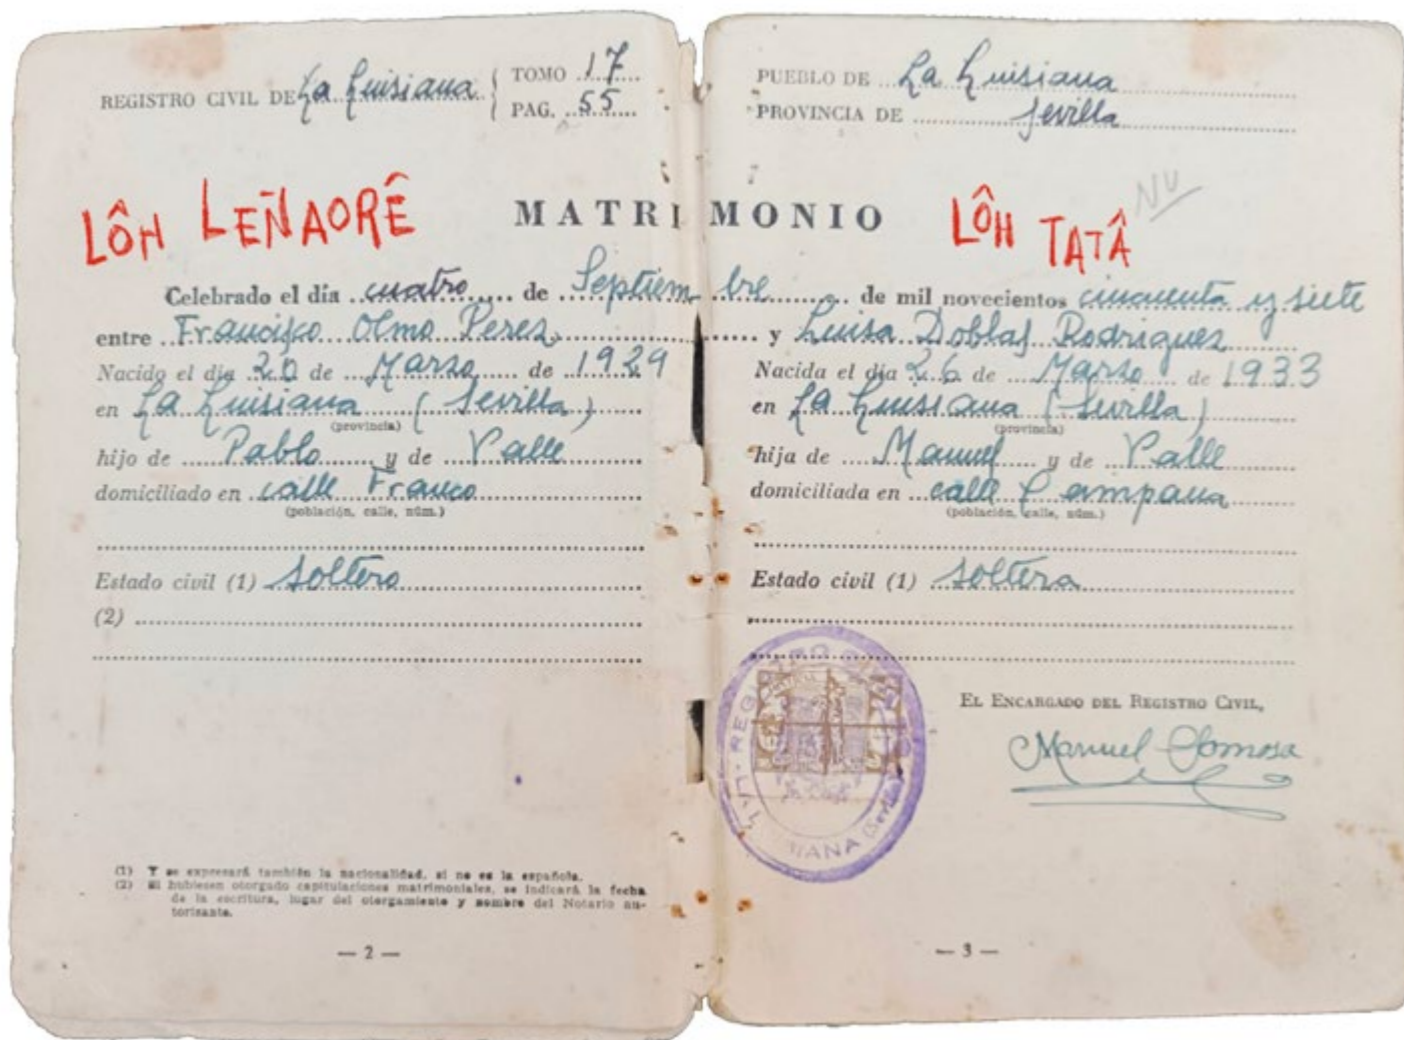 REGISTRO CIVIL DE La Luisiana
TOMO 17
PAG. 55
LÔH LEÑAORÊ
MATRI
Celebrado el día cuatro de Septiem
entre Francisco Olmo Perez
Nacido el día 20 de Marzo de 1929
en La Luisiana (Sevilla)
(provincia)
hijo de Pablo y de Valle
domiciliado en calle Franco
(población, calle, núm.)
Estado civil (1) soltero
(2)
(1) Y se expresará también la nacionalidad, si no es la española.
(2) Si hubiesen otorgado capitulaciones matrimoniales, se indicará la fecha
de la escritura, lugar del otorgamiento y nombre del Notario au-
torizante.
— 2 —
PUEBLO DE La Luisiana
PROVINCIA DE Sevilla
NU
MONIO
LÔH TATÂ
bre de mil novecientos cincuenta y siete
y Luisa Doblas Rodriguez
Nacida el día 26 de Marzo de 1933
en La Luisiana (Sevilla)
(provincia)
hija de Manuel y de Valle
domiciliada en calle Campana
(población, calle, núm.)
Estado civil (1) soltera
EL ENCARGADO DEL REGISTRO CIVIL,
Manuel
— 3 —